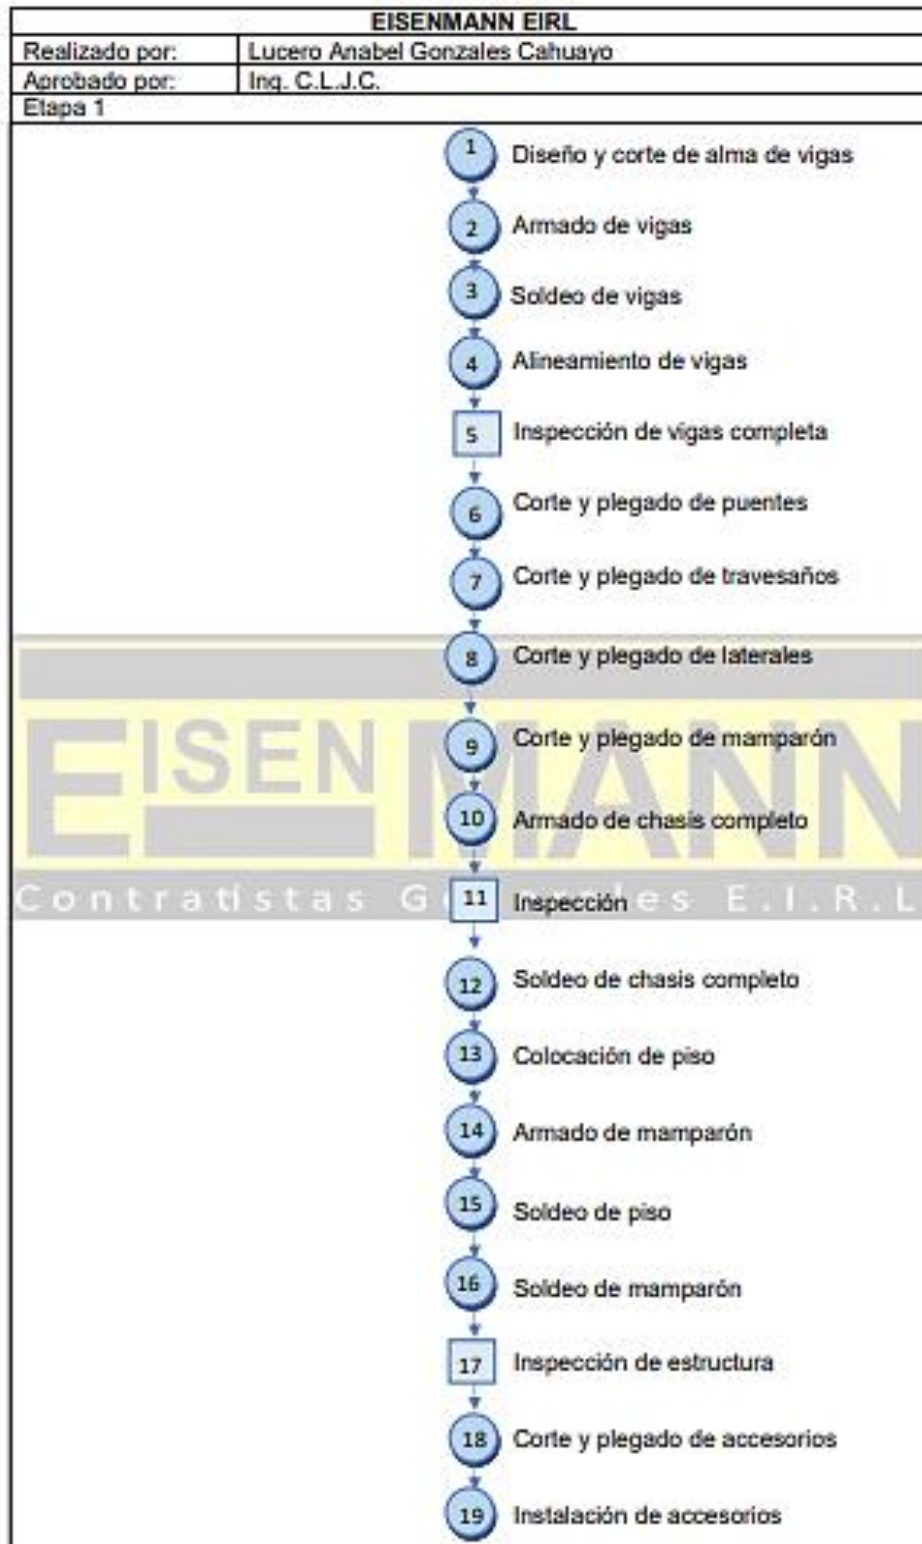 EISENMANN EIRL
Realizado por: Lucero Anabel Gonzales Cahuayo
Aprobado por: Ing. C.L.J.C.
Etapa 1
1 Diseño y corte de alma de vigas
2 Armado de vigas
3 Soldeo de vigas
4 Alineamiento de vigas
5 Inspección de vigas completa
6 Corte y plegado de puentes
7 Corte y plegado de travesaños
8 Corte y plegado de laterales
EISENMANN
9 Corte y plegado de mamparón
10 Armado de chasis completo
Contratistas G es E.I.R.L
11 Inspección
12 Soldeo de chasis completo
13 Colocación de piso
14 Armado de mamparón
15 Soldeo de piso
16 Soldeo de mamparón
17 Inspección de estructura
18 Corte y plegado de accesorios
19 Instalación de accesorios